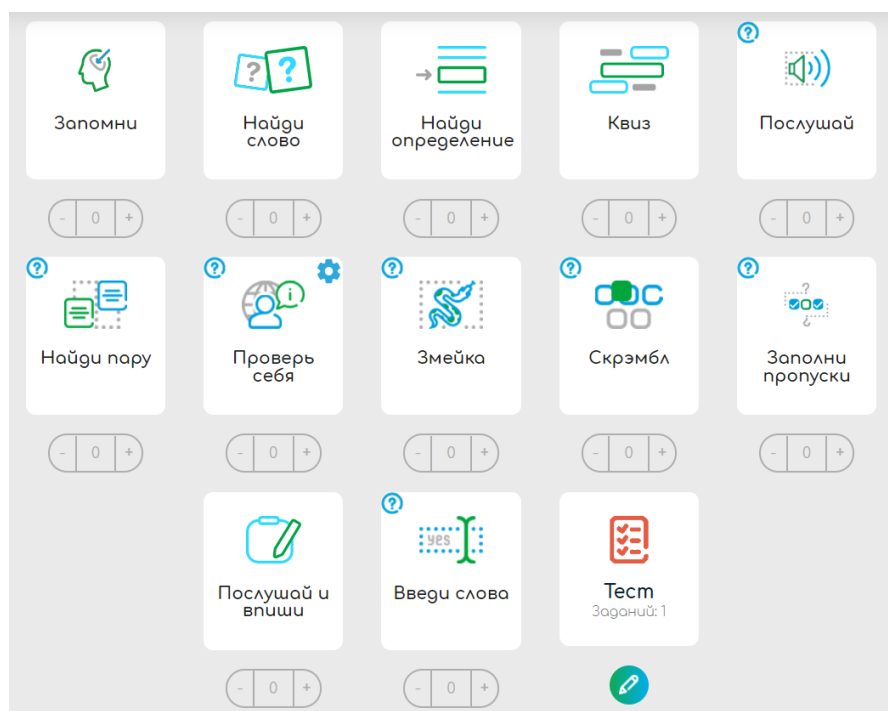 ?
Запомни
Найди слово
Найди определение
Квиз
Послушай
- 0 +
- 0 +
- 0 +
- 0 +
- 0 +
?
?
?
?
?
Найди пару
Проверь себя
Змейка
Скрэмбл
Заполни пропуски
- 0 +
- 0 +
- 0 +
- 0 +
- 0 +
?
yes
Послушай и впиши
Введи слова
Тест
Заданий: 1
- 0 +
- 0 +